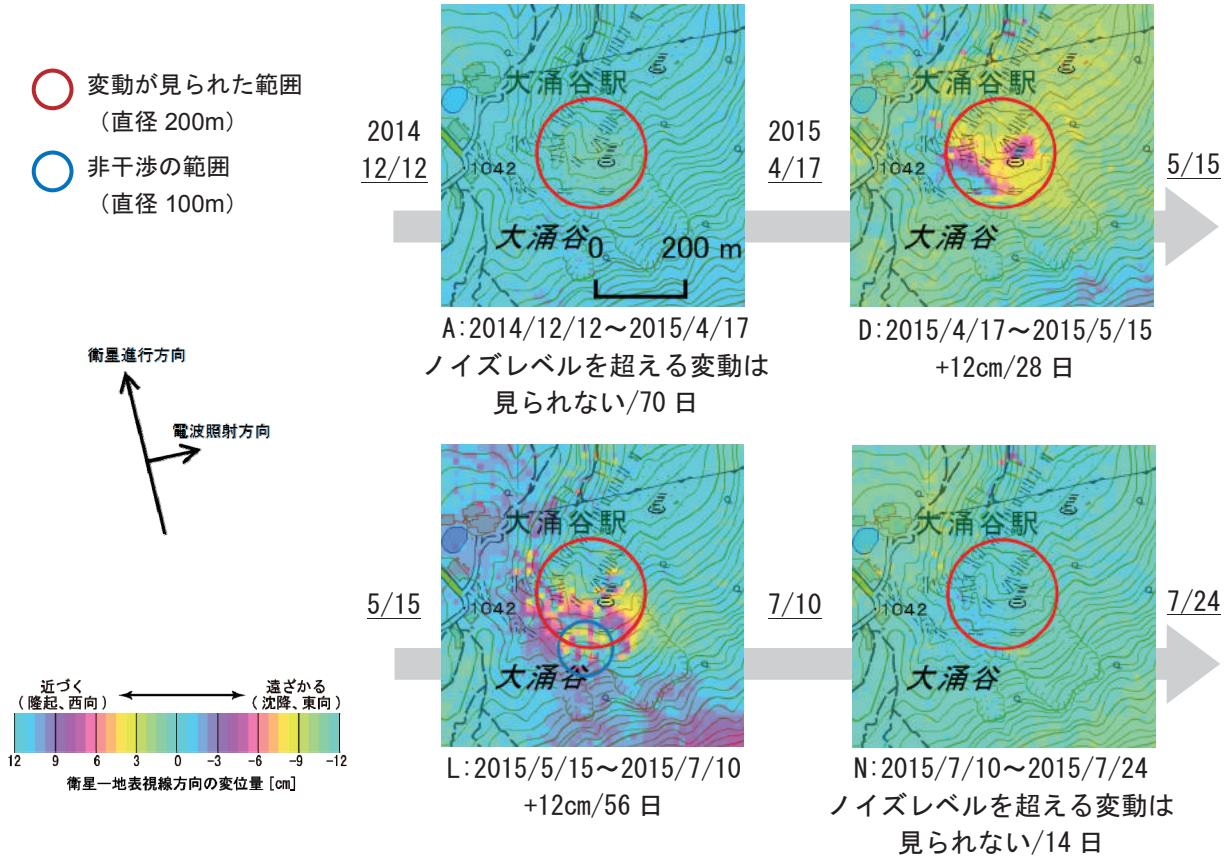 変動が見られた範囲
（直径 200m）
非干渉の範囲
（直径 100m）
2014
12/12
大涌谷駅
1042
大涌谷
0 200 m
A:2014/12/12～2015/4/17
ノイズレベルを超える変動は
見られない/70 日
2015
4/17
大涌谷駅
1042
大涌谷
D:2015/4/17～2015/5/15
+12cm/28 日
5/15
衛星進行方向
電波照射方向
5/15
大涌谷駅
1042
大涌谷
L:2015/5/15～2015/7/10
+12cm/56 日
7/10
大涌谷駅
1042
大涌谷
N:2015/7/10～2015/7/24
ノイズレベルを超える変動は
見られない/14 日
7/24
近づく
（隆起、西向）
遠ざかる
（沈降、東向）
12 9 6 3 0 -3 -6 -9 -12
衛星―地表視線方向の変位量 [cm]